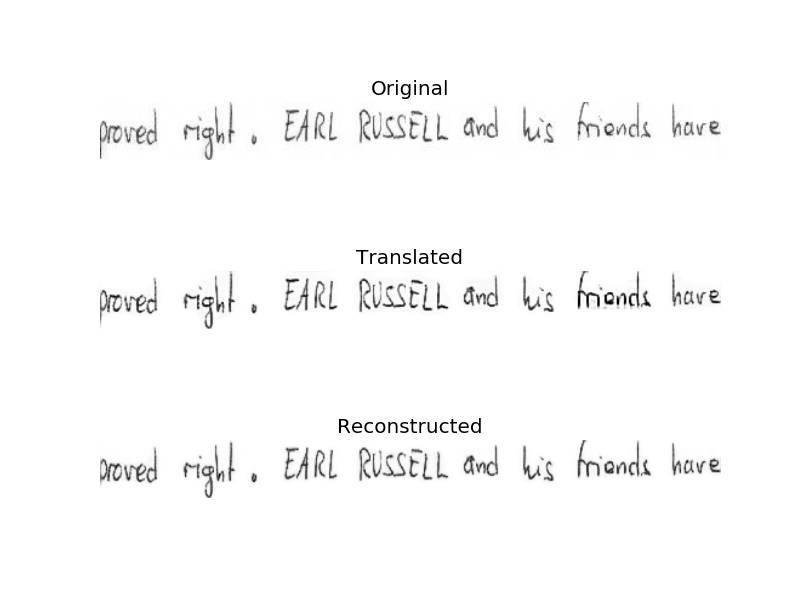 Original
proved right. EARL RUSSELL and his friends have
Translated
proved right. EARL RUSSELL and his friends have
Reconstructed
proved right. EARL RUSSELL and his friends have